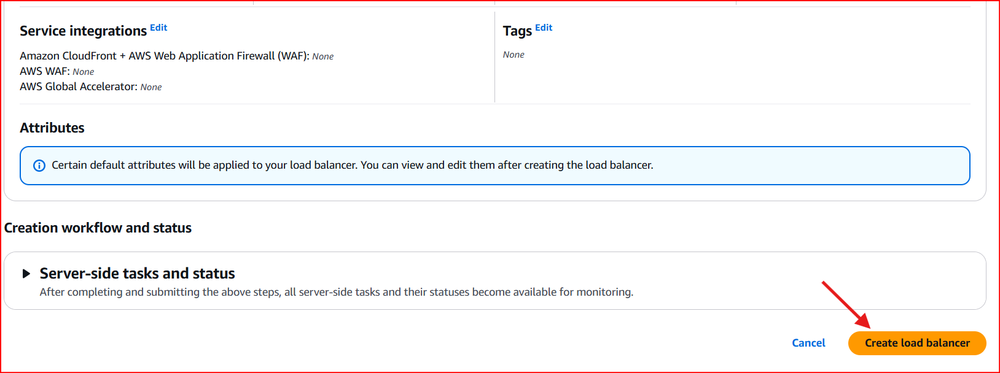 Service integrations Edit
Tags Edit
Amazon CloudFront + AWS Web Application Firewall (WAF): None
None
AWS WAF: None
AWS Global Accelerator: None
Attributes
Certain default attributes will be applied to your load balancer. You can view and edit them after creating the load balancer.
Creation workflow and status
Server-side tasks and status
After completing and submitting the above steps, all server-side tasks and their statuses become available for monitoring.
Cancel
Create load balancer